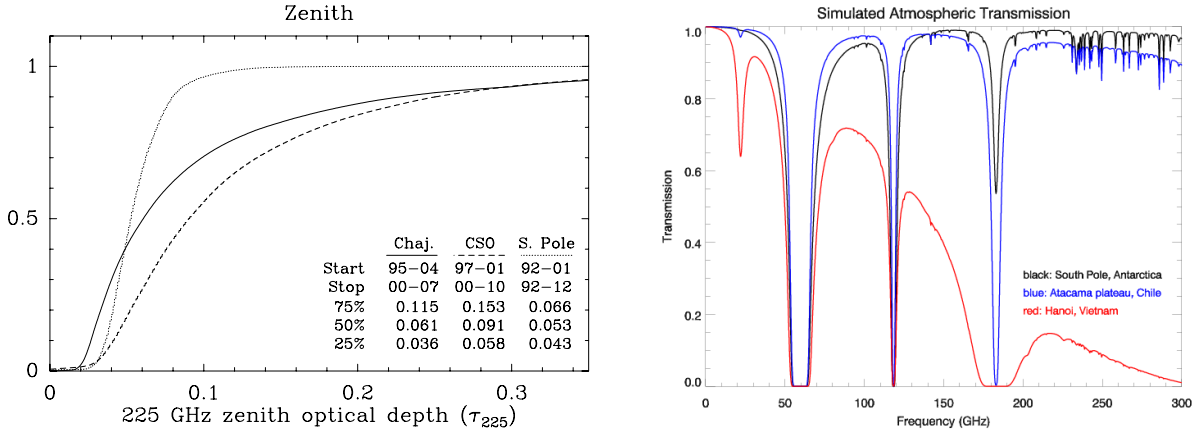 Zenith
1
0.5
0
0 0.1 0.2 0.3
225 GHz zenith optical depth (τ225)
Chaj. CSO S. Pole
Start 95−04 97−01 92−01
Stop 00−07 00−10 92−12
75% 0.115 0.153 0.066
50% 0.061 0.091 0.053
25% 0.036 0.058 0.043
Simulated Atmospheric Transmission
Transmission
1.0
0.8
0.6
0.4
0.2
0.0
black: South Pole, Antarctica
blue: Atacama plateau, Chile
red: Hanoi, Vietnam
0 50 100 150 200 250 300
Frequency (GHz)